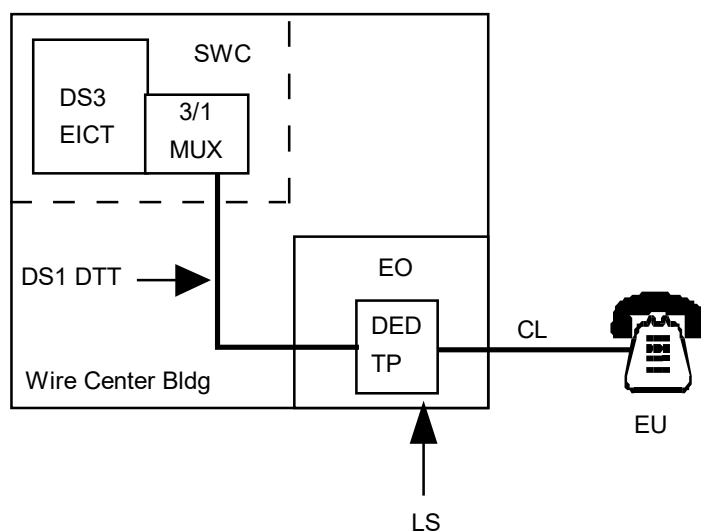 SWC
DS3
EICT
3/1
MUX
DS1 DTT
EO
DED
TP
CL
Wire Center Bldg
EU
LS